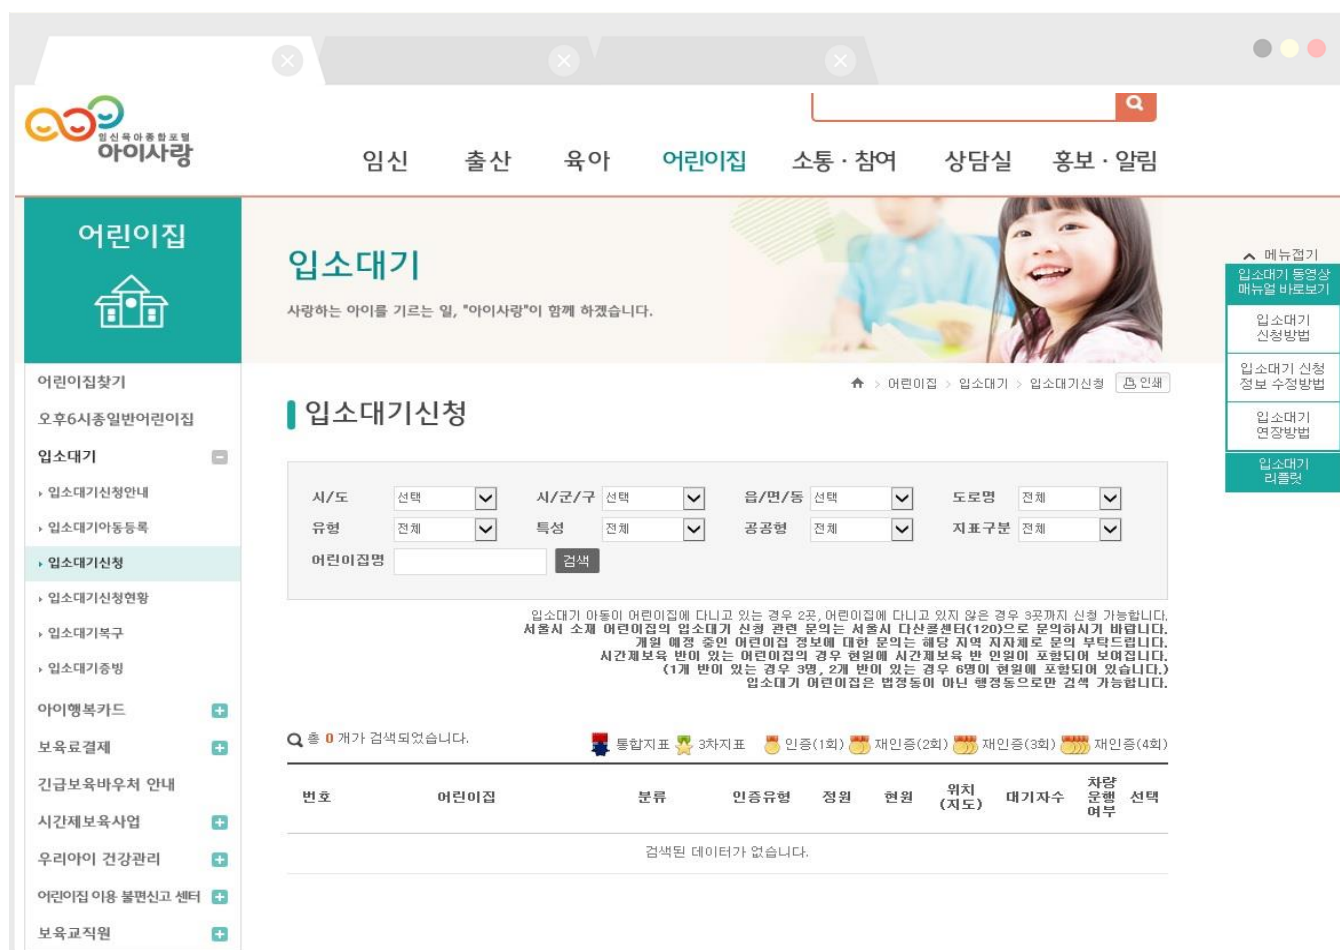 임신육아종합포털
아이사랑
임신 출산 육아 어린이집 소통·참여 상담실 홍보·알림
어린이집
입소대기
사랑하는 아이를 기르는 일, "아이사랑"이 함께 하겠습니다.
메뉴접기
입소대기 동영상
매뉴얼 바로보기
입소대기
신청방법
입소대기 신청
정보 수정방법
입소대기
연장방법
입소대기
리플릿
어린이집찾기
오후6시종일반어린이집
입소대기
입소대기신청안내
입소대기아동등록
입소대기신청
입소대기신청현황
입소대기복구
입소대기증빙
아이행복카드
보육료결제
긴급보육바우처 안내
시간제보육사업
우리아이 건강관리
어린이집 이용 불편신고 센터
보육교직원
> 어린이집 > 입소대기 > 입소대기신청 인쇄
입소대기신청
시/도 선택 시/군/구 선택 읍/면/동 선택 도로명 전체
유형 전체 특성 전체 공공형 전체 지표구분 전체
어린이집명 검색
입소대기 아동이 어린이집에 다니고 있는 경우 2곳, 어린이집에 다니고 있지 않은 경우 3곳까지 신청 가능합니다.
서울시 소재 어린이집의 입소대기 신청 관련 문의는 서울시 다산콜센터(120)으로 문의하시기 바랍니다.
개원 예정 중인 어린이집 정보에 대한 문의는 해당 지역 지자체로 문의 부탁드립니다.
시간제보육 반이 있는 어린이집의 경우 현원에 시간제보육 반 인원이 포함되어 보여집니다.
(1개 반이 있는 경우 3명, 2개 반이 있는 경우 6명이 현원에 포함되어 있습니다.)
입소대기 어린이집은 법정동이 아닌 행정동으로만 검색 가능합니다.
총 0 개가 검색되었습니다. 통합지표 3차지표 인증(1회) 재인증(2회) 재인증(3회) 재인증(4회)
번호 어린이집 분류 인증유형 정원 현원 위치(지도) 대기자수 차량운행여부 선택
검색된 데이터가 없습니다.